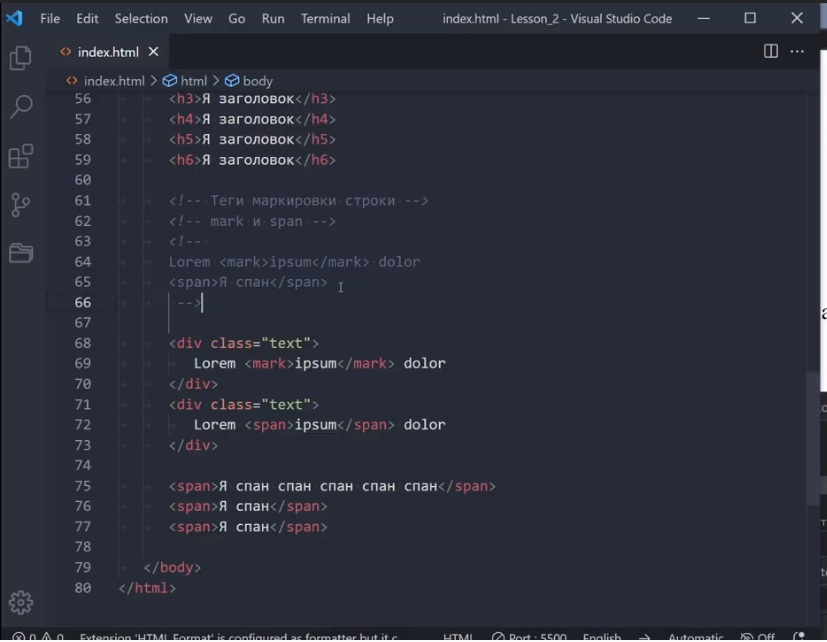 File Edit Selection View Go Run Terminal Help index.html - Lesson_2 - Visual Studio Code
<> index.html ×
<> index.html > html > body
56 <h3>Я заголовок</h3>
57 <h4>Я заголовок</h4>
58 <h5>Я заголовок</h5>
59 <h6>Я заголовок</h6>
60
61 <!-- Теги маркировки строки -->
62 <!-- mark и span -->
63 <!--
64 Lorem <mark>ipsum</mark> dolor
65 <span>Я спан</span>
66 -->
67
68 <div class="text">
69 Lorem <mark>ipsum</mark> dolor
70 </div>
71 <div class="text">
72 Lorem <span>ipsum</span> dolor
73 </div>
74
75 <span>Я спан спан спан спан спан</span>
76 <span>Я спан</span>
77 <span>Я спан</span>
78
79 </body>
80 </html>
0 0 Extension 'HTML Format' is configured as formatter but it c HTML Port : 5500 English Automatic Off